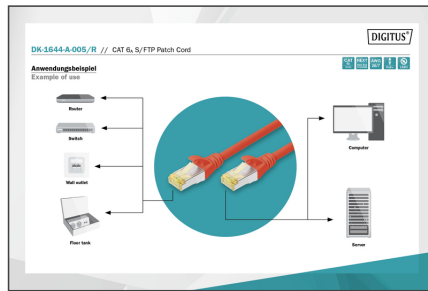 DIGITUS®
DK-1644-A-005/R // CAT 6A S/FTP Patch Cord
Anwendungsbeispiel
Example of use
Router
Switch
Wall outlet
Floor tank
Computer
Server